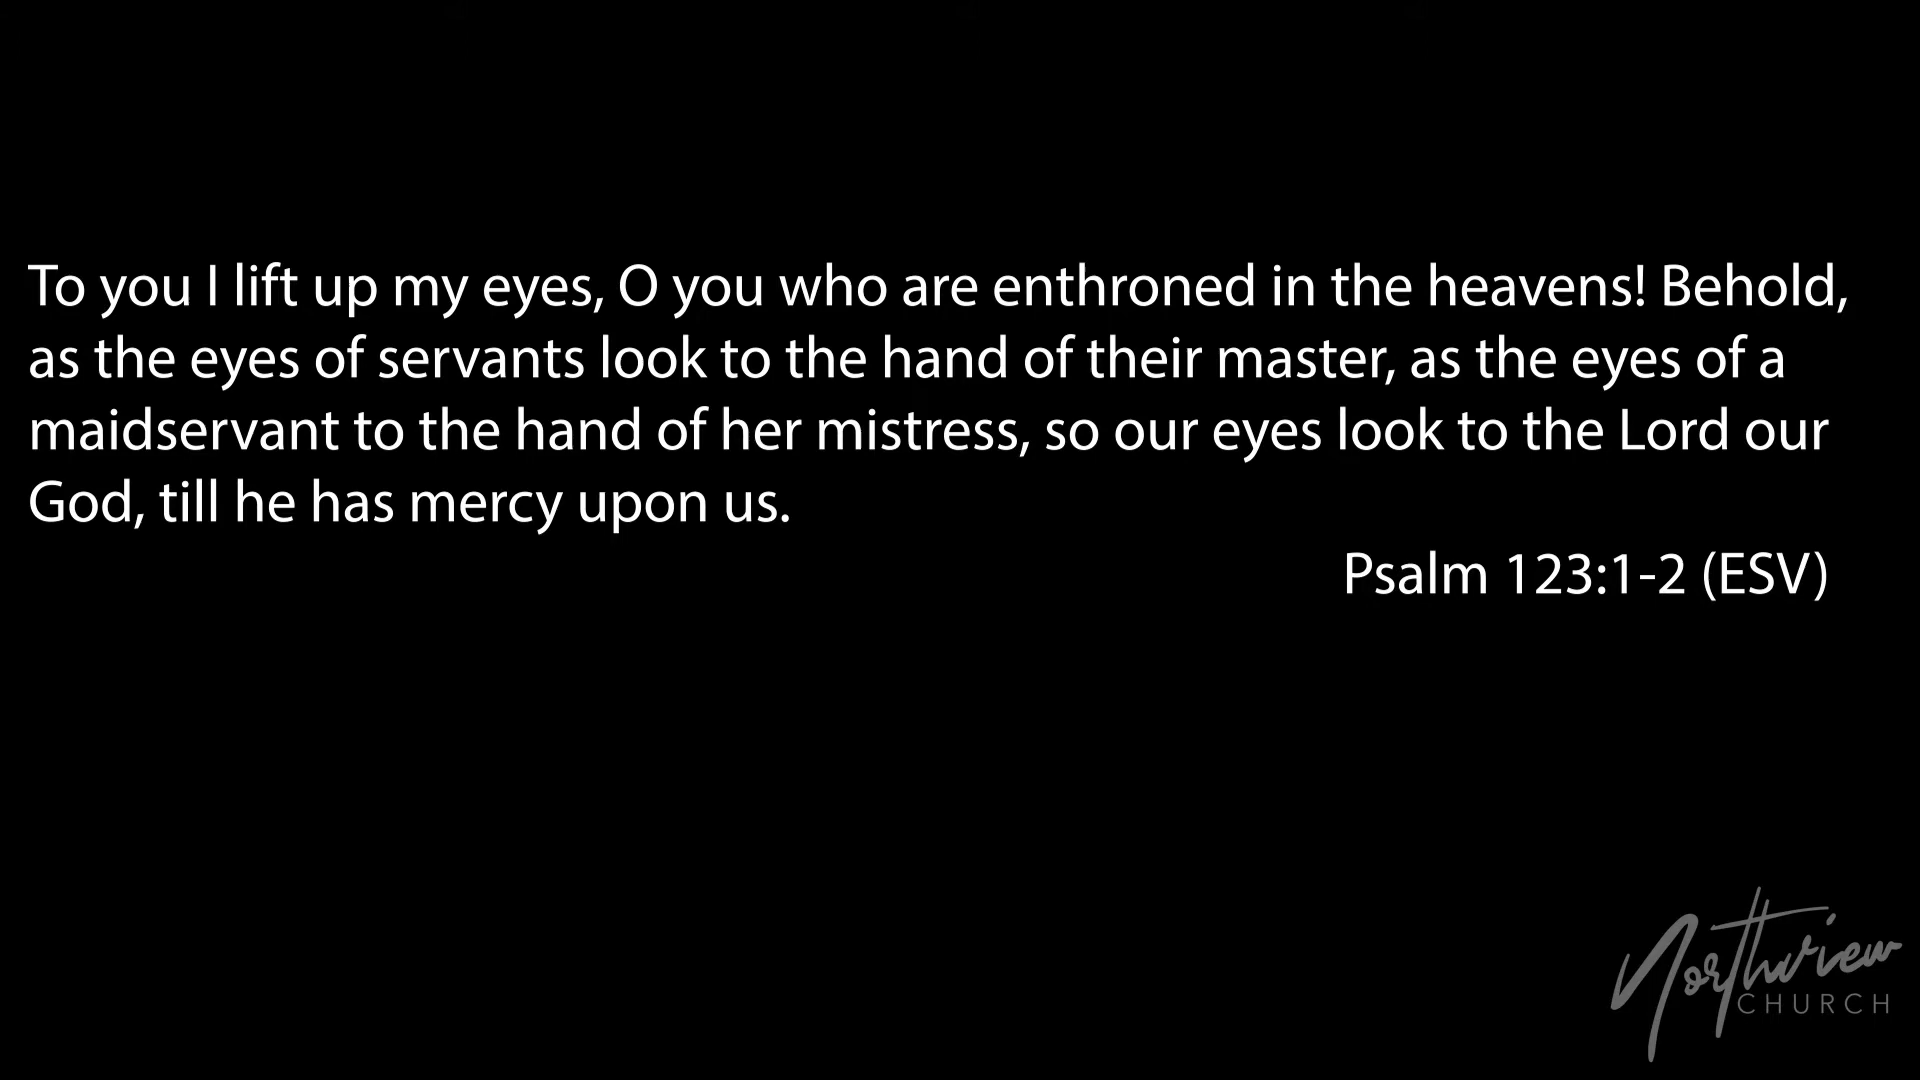 To you I lift up my eyes, O you who are enthroned in the heavens! Behold,
as the eyes of servants look to the hand of their master, as the eyes of a
maidservant to the hand of her mistress, so our eyes look to the Lord our
God, till he has mercy upon us.
Psalm 123:1-2 (ESV)
Northview
CHURCH